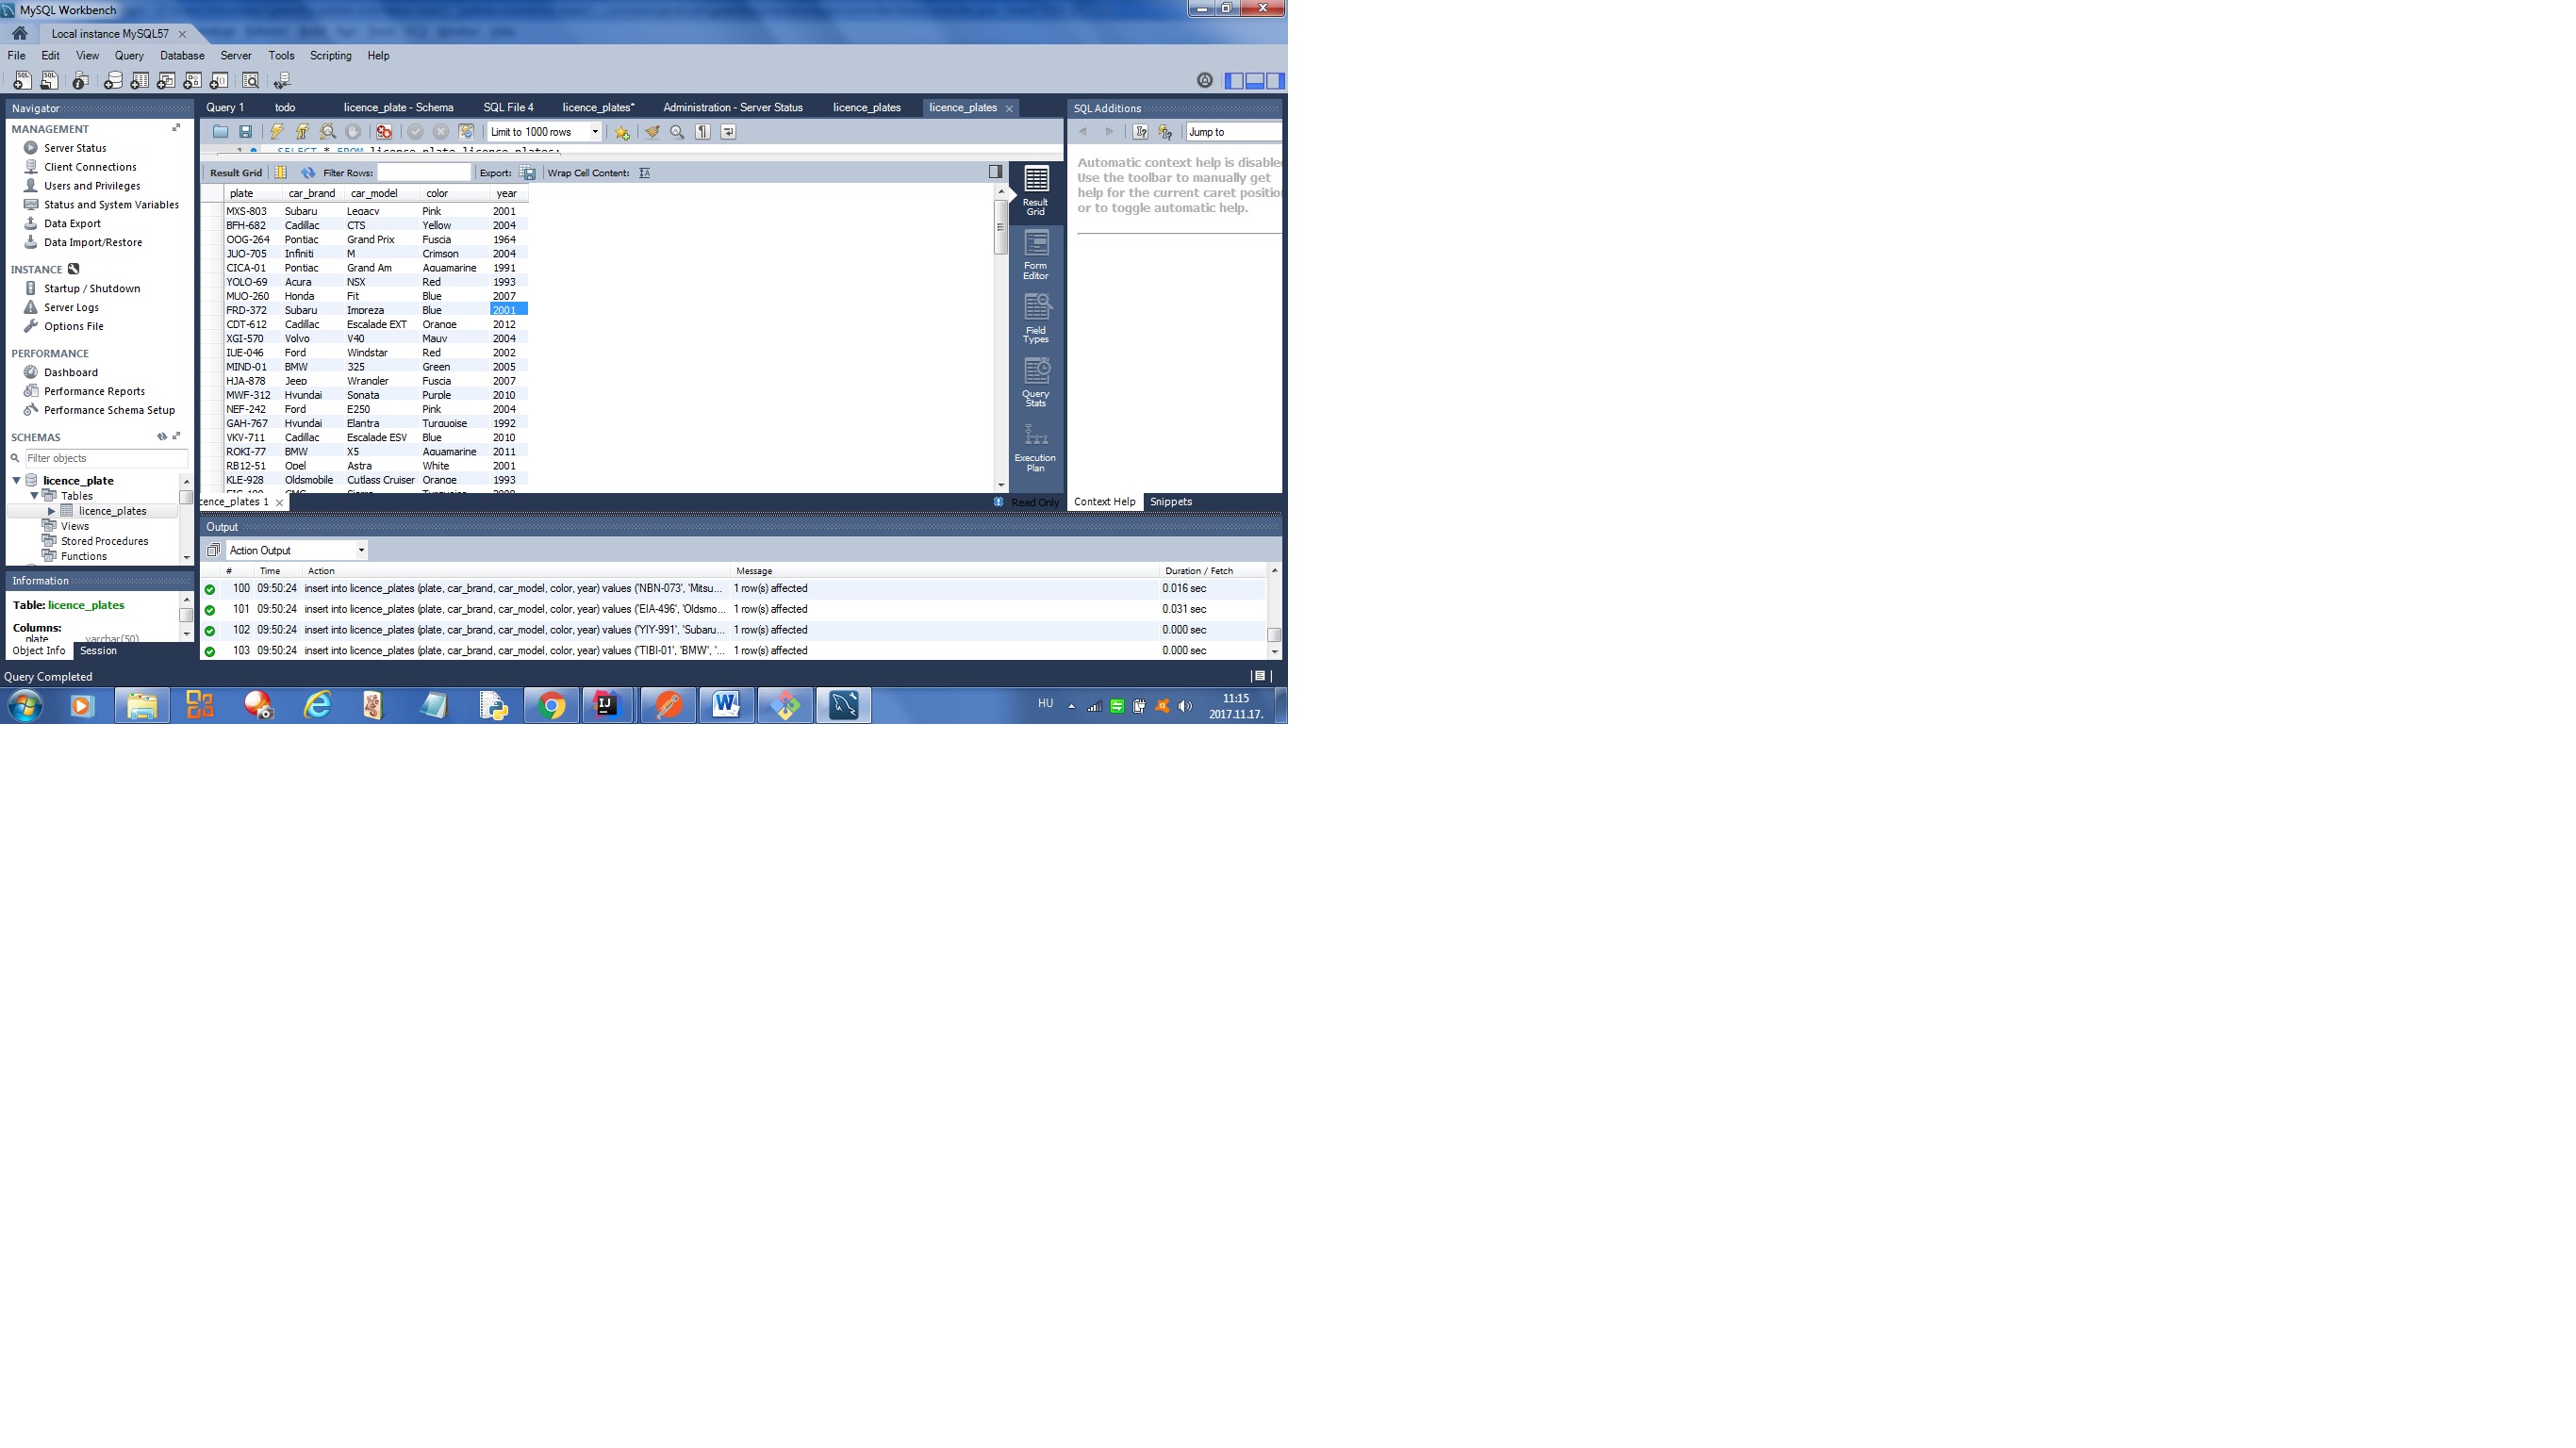 MySQL Workbench
Local instance MySQL57
File Edit View Query Database Server Tools Scripting Help
Navigator
MANAGEMENT
Server Status
Client Connections
Users and Privileges
Status and System Variables
Data Export
Data Import/Restore
INSTANCE
Startup / Shutdown
Server Logs
Options File
PERFORMANCE
Dashboard
Performance Reports
Performance Schema Setup
SCHEMAS
Filter objects
licence_plate
Tables
licence_plates
Views
Stored Procedures
Functions
Information
Table: licence_plates
Columns:
plate varchar(50)
Object Info Session
Query 1 todo licence_plate - Schema SQL File 4 licence_plates* Administration - Server Status licence_plates licence_plates
Limit to 1000 rows
1 SELECT * FROM licence_plate.licence_plates;
Result Grid Filter Rows: Export: Wrap Cell Content:
plate car_brand car_model color year
MXS-803 Subaru Legacy Pink 2001
BFH-682 Cadillac CTS Yellow 2004
OOG-264 Pontiac Grand Prix Fuscia 1964
JUO-705 Infiniti M Crimson 2004
CICA-01 Pontiac Grand Am Aquamarine 1991
YOLO-69 Acura NSX Red 1993
MUO-260 Honda Fit Blue 2007
FRD-372 Subaru Impreza Blue 2001
CDT-612 Cadillac Escalade EXT Orange 2012
XGI-570 Volvo V40 Mauv 2004
IUE-046 Ford Windstar Red 2002
MIND-01 BMW 325 Green 2005
HJA-878 Jeep Wrangler Fuscia 2007
MWF-312 Hyundai Sonata Purple 2010
NEF-242 Ford E250 Pink 2004
GAH-767 Hyundai Elantra Turquoise 1992
VKV-711 Cadillac Escalade ESV Blue 2010
ROKI-77 BMW X5 Aquamarine 2011
RB12-51 Opel Astra White 2001
KLE-928 Oldsmobile Cutlass Cruiser Orange 1993
cence_plates 1
Read Only
Result Grid
Form Editor
Field Types
Query Stats
Execution Plan
SQL Additions
Jump to
Automatic context help is disable
Use the toolbar to manually get
help for the current caret positio
or to toggle automatic help.
Context Help Snippets
Output
Action Output
# Time Action Message Duration / Fetch
100 09:50:24 insert into licence_plates (plate, car_brand, car_model, color, year) values ('NBN-073', 'Mitsu... 1 row(s) affected 0.016 sec
101 09:50:24 insert into licence_plates (plate, car_brand, car_model, color, year) values ('EIA-496', 'Oldsmo... 1 row(s) affected 0.031 sec
102 09:50:24 insert into licence_plates (plate, car_brand, car_model, color, year) values ('YIY-991', 'Subaru... 1 row(s) affected 0.000 sec
103 09:50:24 insert into licence_plates (plate, car_brand, car_model, color, year) values ('TIBI-01', 'BMW', '... 1 row(s) affected 0.000 sec
Query Completed
HU
11:15
2017.11.17.